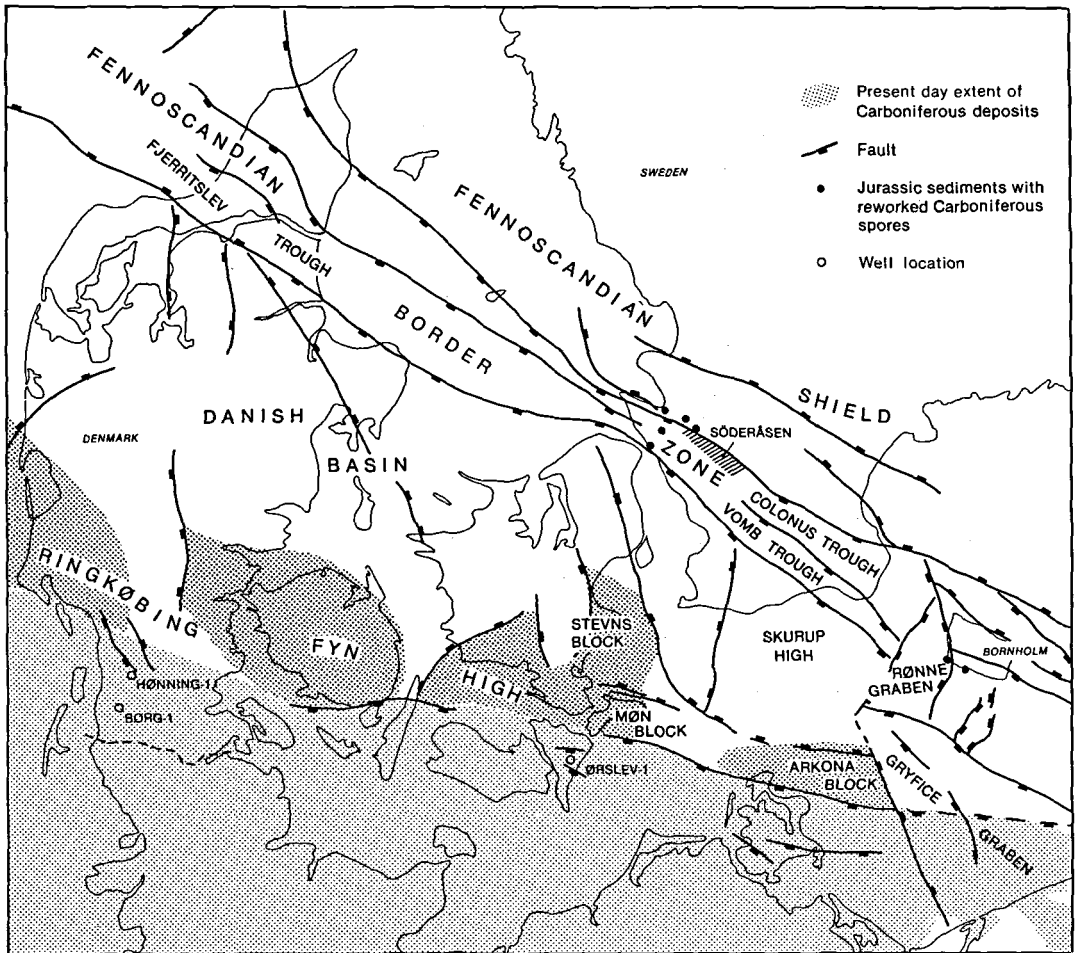 FENNOSCANDIAN
BORDER
ZONE
FJERRITSLEV
TROUGH
FENNOSCANDIAN
SHIELD
SWEDEN
Present day extent of
Carboniferous deposits
Fault
Jurassic sediments with
reworked Carboniferous
spores
Well location
DANISH
BASIN
DENMARK
SÖDERÅSEN
COLONUS TROUGH
VOMB TROUGH
RINGKØBING
FYN
HIGH
STEVNS
BLOCK
SKURUP
HIGH
BORNHOLM
RØNNE
GRABEN
HØNNING-1
BORG-1
MØN
BLOCK
ØRSLEV-1
ARKONA
BLOCK
GRYFICE
GRABEN